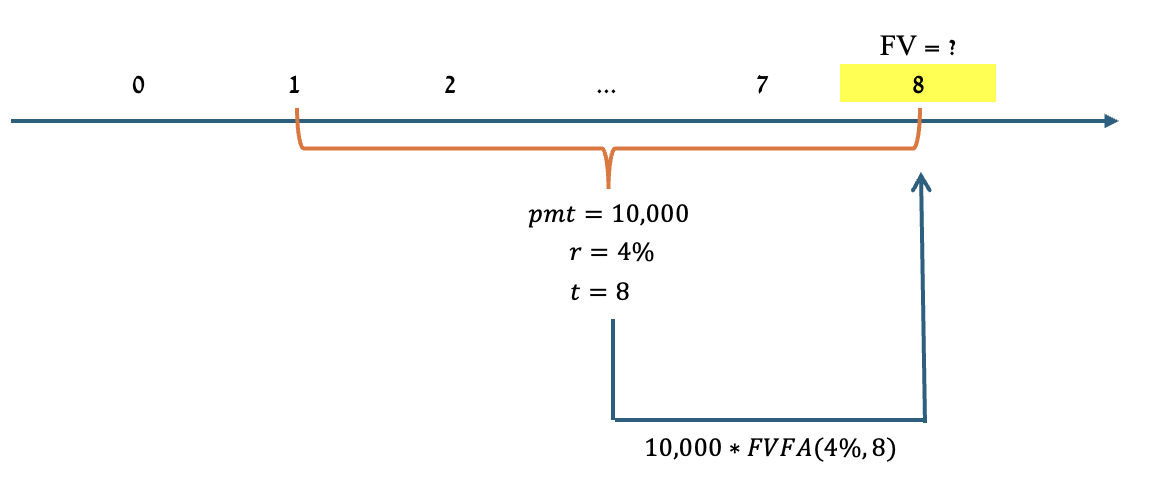 FV = ?
0 1 2 ... 7 8
pmt = 10,000
r = 4%
t = 8
10,000 * FVFA(4%, 8)